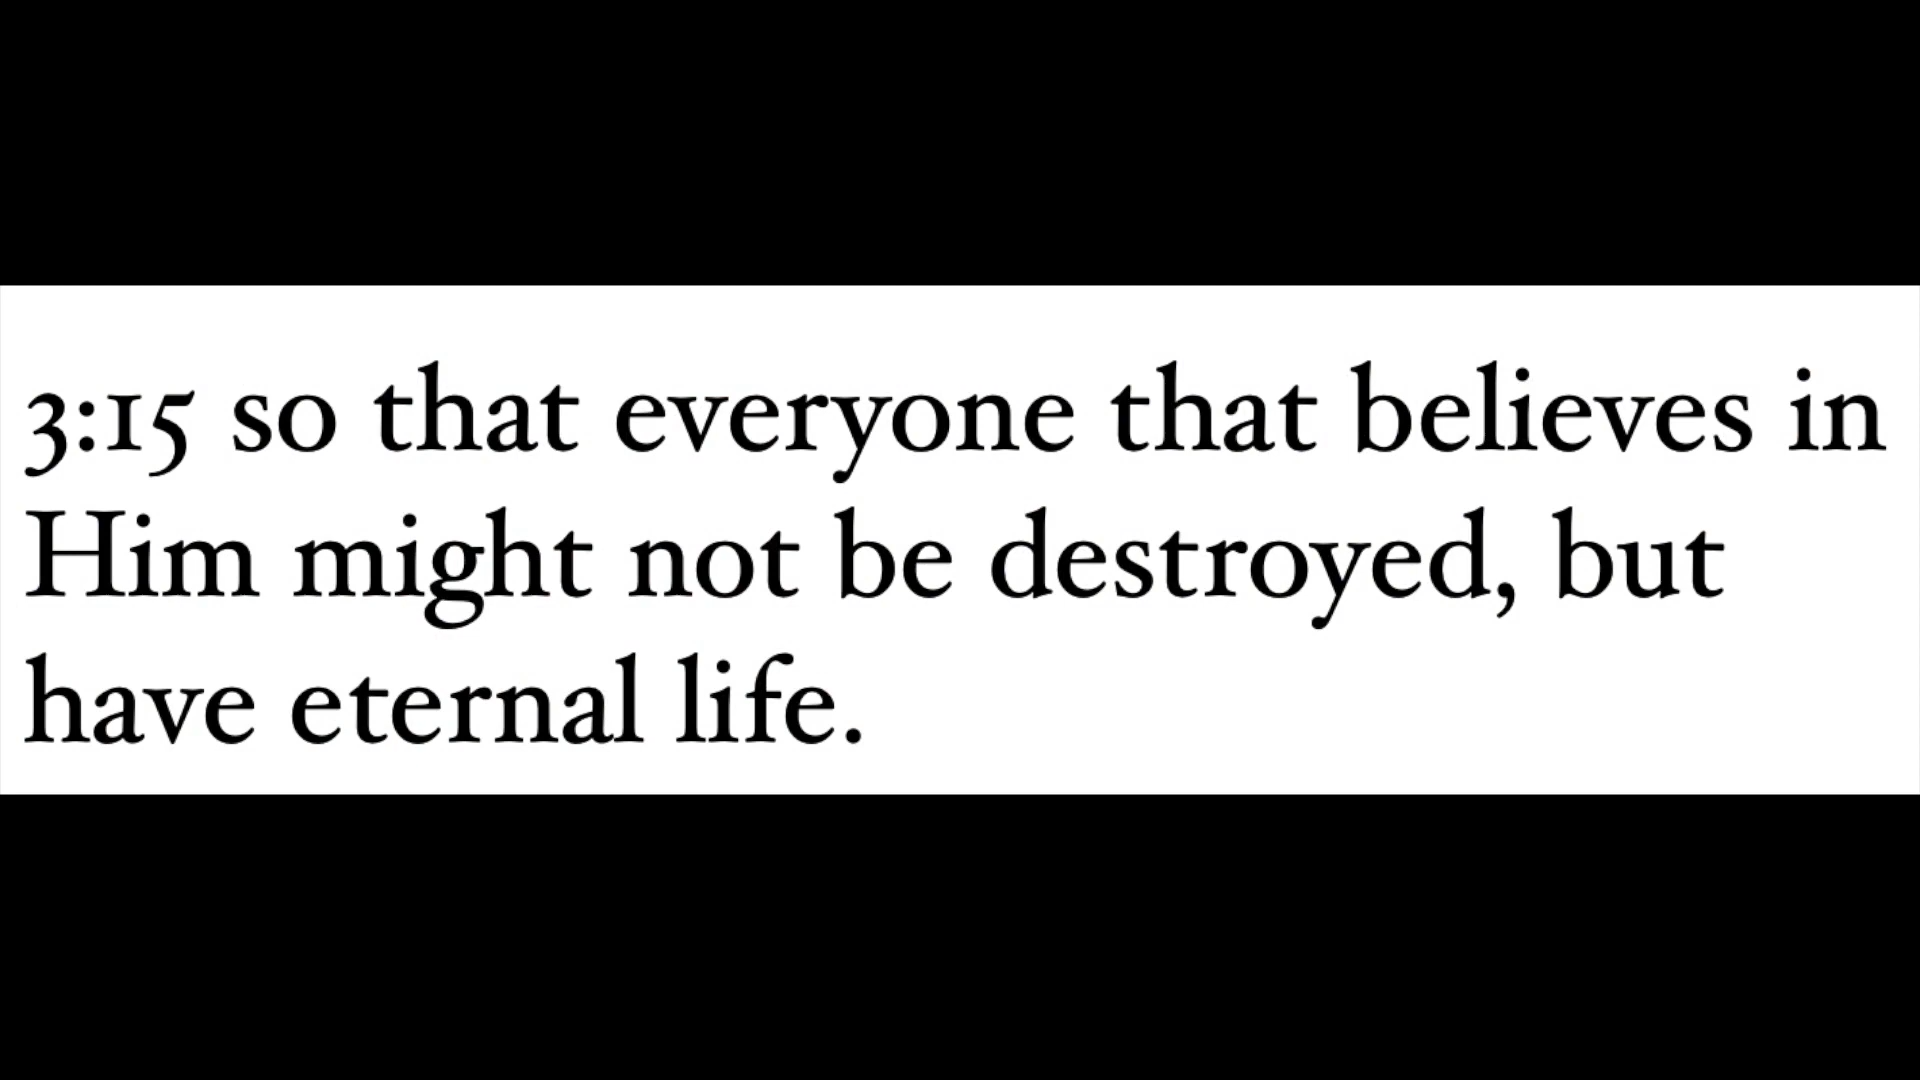 3:15 so that everyone that believes in
Him might not be destroyed, but
have eternal life.